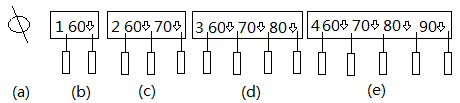 1 60⇩ 2 60⇩ 70⇩ 3 60⇩ 70⇩ 80⇩ 4 60⇩ 70⇩ 80⇩ 90⇩
(a) (b) (c) (d) (e)